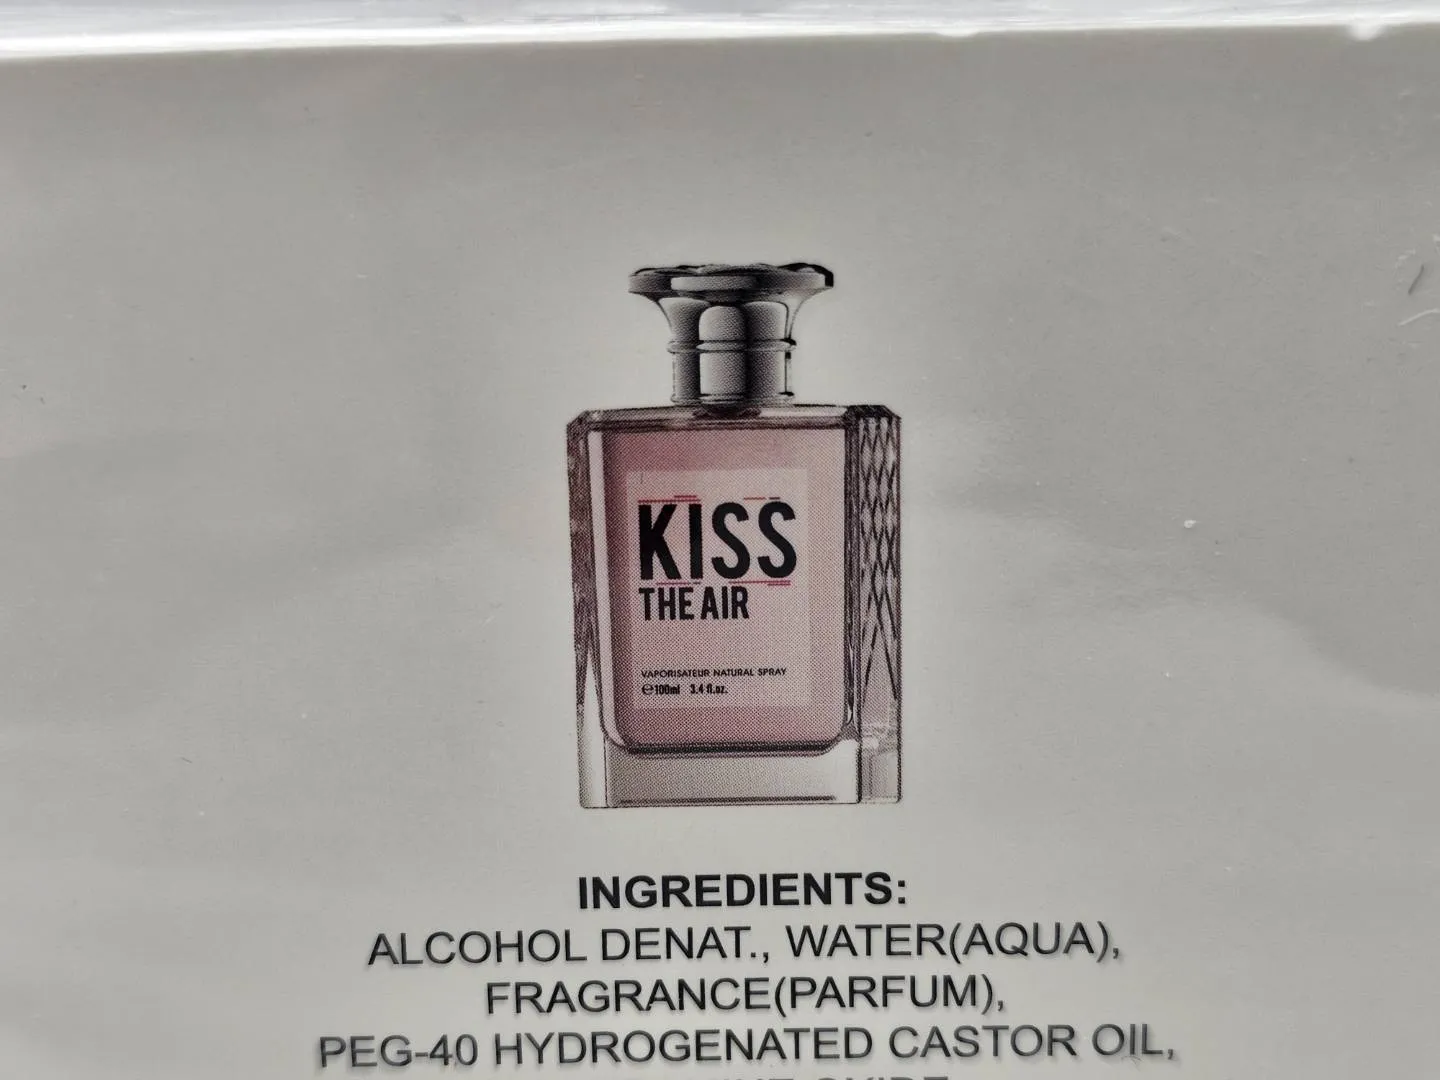 KISS
THE AIR
VAPORISATEUR NATURAL SPRAY
℮100ml 3.4 fl.oz.
INGREDIENTS:
ALCOHOL DENAT., WATER(AQUA),
FRAGRANCE(PARFUM),
PEG-40 HYDROGENATED CASTOR OIL,